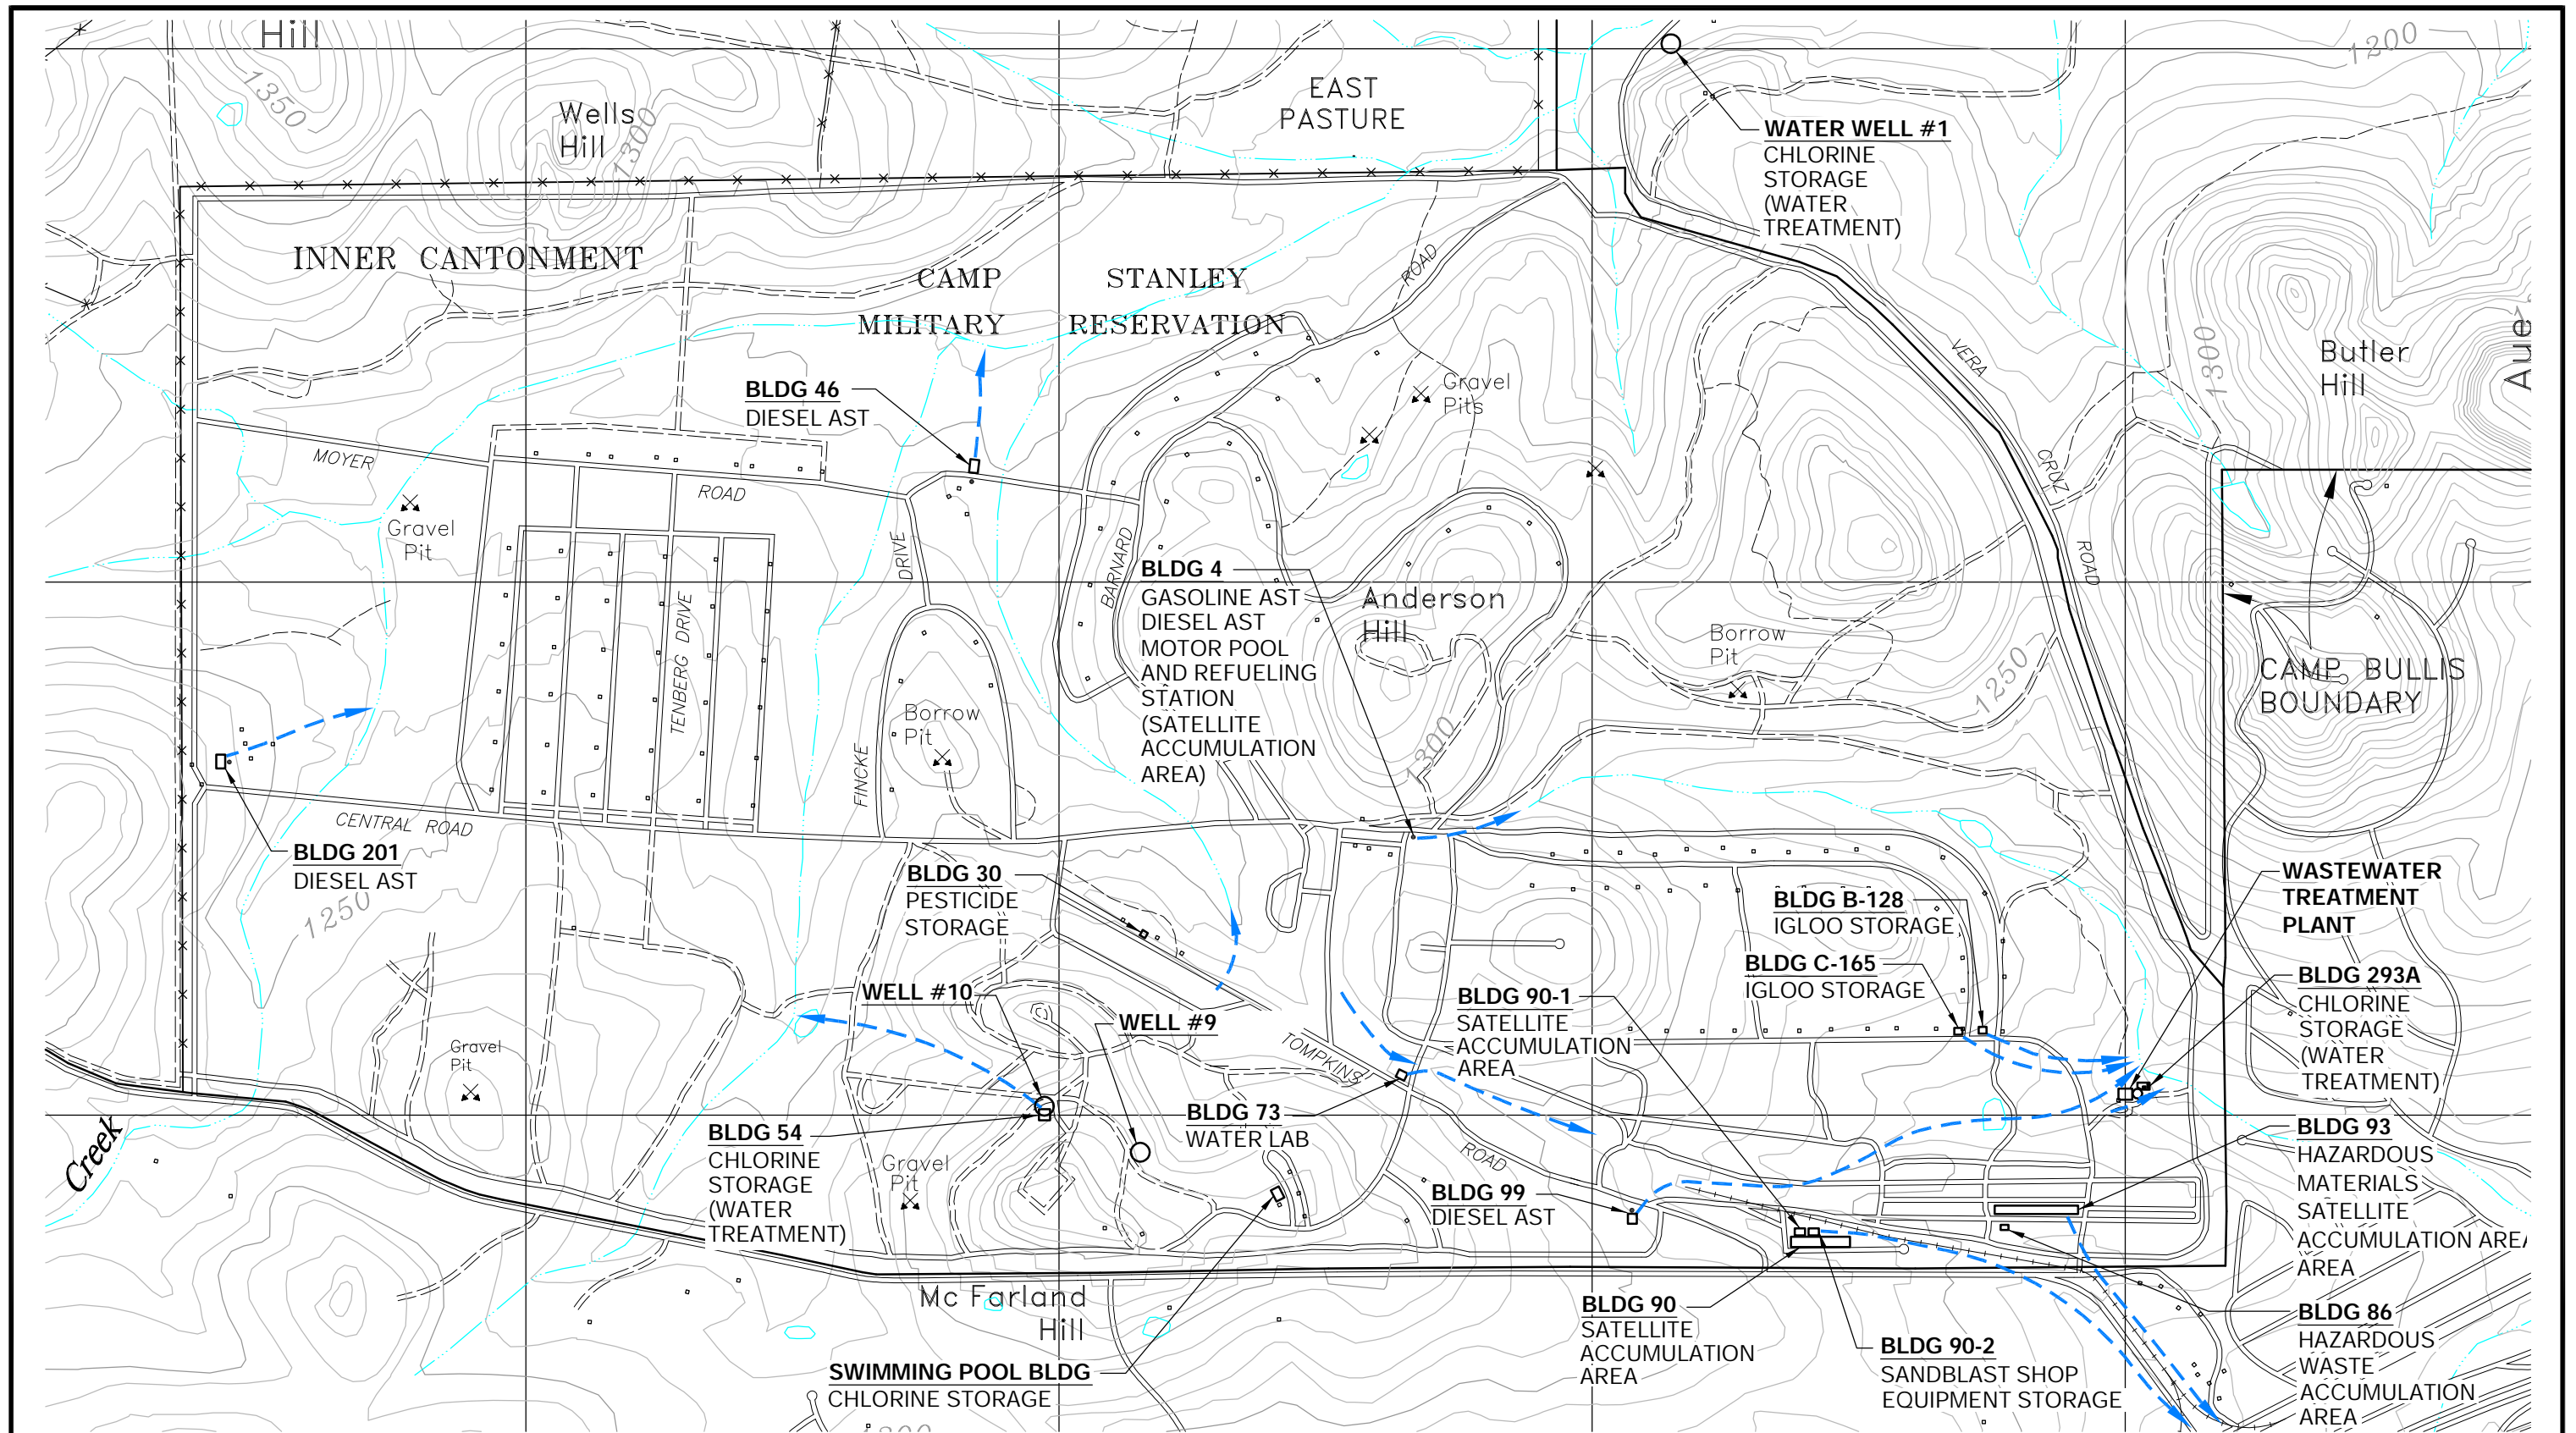 Hill
1350
Wells
Hill
1300
EAST
PASTURE
1200
WATER WELL #1
CHLORINE
STORAGE
(WATER
TREATMENT)
INNER CANTONMENT
CAMP STANLEY
MILITARY RESERVATION
ROAD
VERA
CRUZ
ROAD
1300
Butler
Hill
BLDG 46
DIESEL AST
Gravel
Pits
MOYER
ROAD
Gravel
Pit
DRIVE
BARNARD
BLDG 4
GASOLINE AST
DIESEL AST
MOTOR POOL
AND REFUELING
STATION
(SATELLITE
ACCUMULATION
AREA)
Anderson
Hill
1300
Borrow
Pit
1250
CAMP BULLIS
BOUNDARY
TENBERG DRIVE
Borrow
Pit
FINCKE
CENTRAL ROAD
BLDG 201
DIESEL AST
1250
BLDG 30
PESTICIDE
STORAGE
BLDG B-128
IGLOO STORAGE
BLDG C-165
IGLOO STORAGE
WASTEWATER
TREATMENT
PLANT
BLDG 293A
CHLORINE
STORAGE
(WATER
TREATMENT)
WELL #10
WELL #9
BLDG 90-1
SATELLITE
ACCUMULATION
AREA
TOMPKINS
ROAD
Gravel
Pit
BLDG 73
WATER LAB
BLDG 54
CHLORINE
STORAGE
(WATER
TREATMENT)
Gravel
Pit
Creek
BLDG 99
DIESEL AST
BLDG 93
HAZARDOUS
MATERIALS
SATELLITE
ACCUMULATION AREA
AREA
Mc Farland
Hill
BLDG 90
SATELLITE
ACCUMULATION
AREA
BLDG 90-2
SANDBLAST SHOP
EQUIPMENT STORAGE
BLDG 86
HAZARDOUS
WASTE
ACCUMULATION
AREA
SWIMMING POOL BLDG
CHLORINE STORAGE